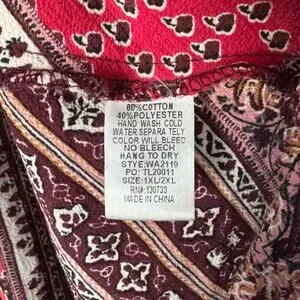 60%COTTON
40%POLYESTER
HAND WASH COLD
WATER SEPARA TELY
COLOR WILL BLEED
NO BLEECH
HANG TO DRY
STYE:WA2119
PO: TL20011
SIZE:1XL/2XL
RN#:130733
MADE IN CHINA